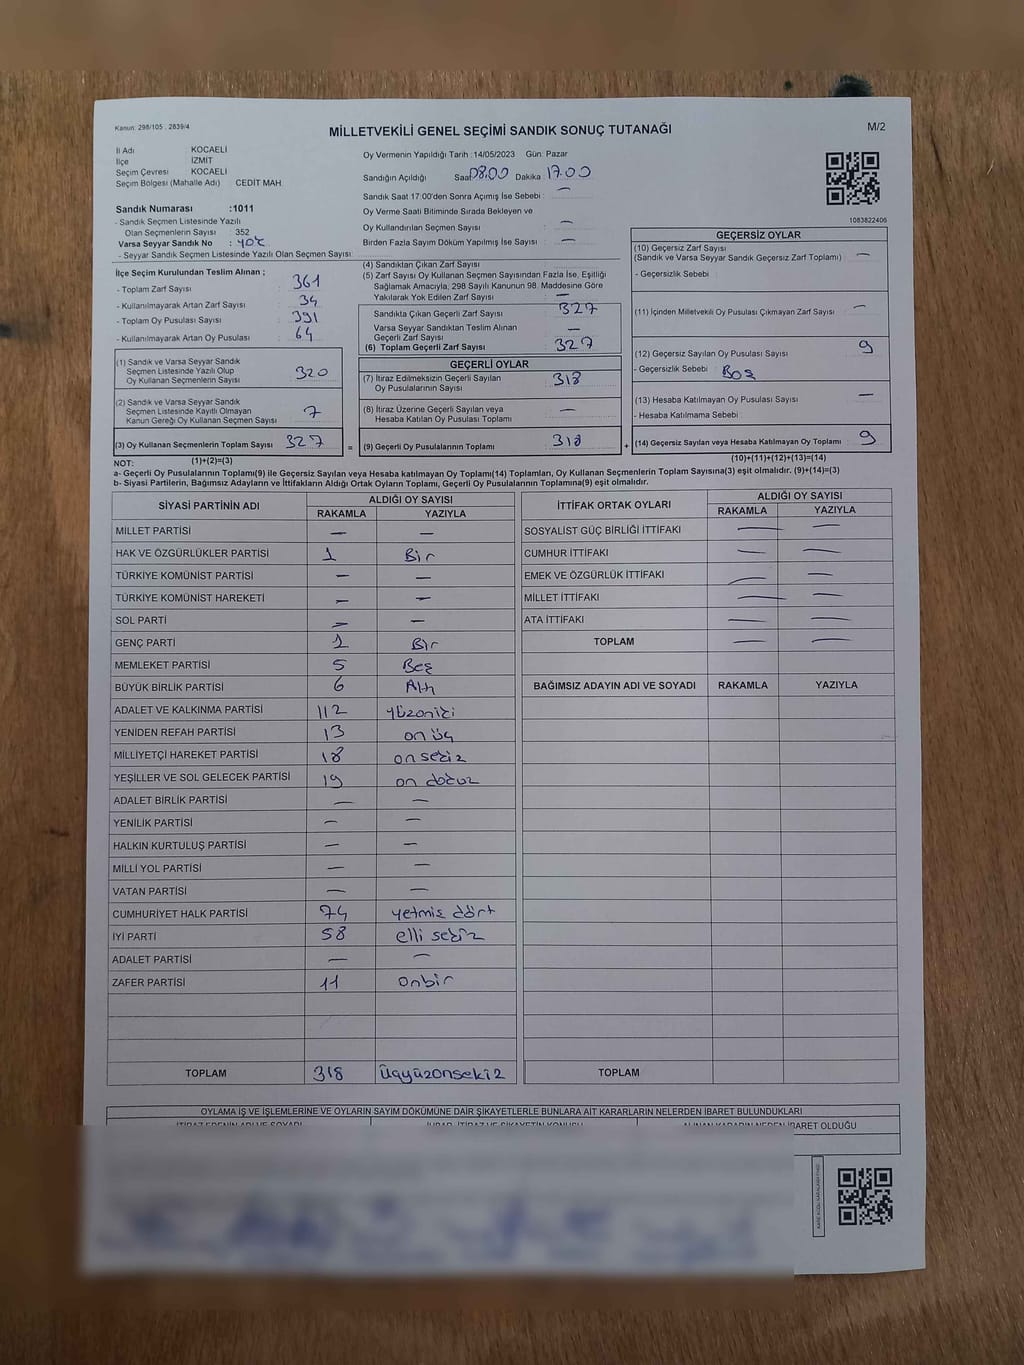 Kanun: 298/105 . 2839/4
MİLLETVEKİLİ GENEL SEÇİMİ SANDIK SONUÇ TUTANAĞI
M/2
İl Adı KOCAELİ
İlçe İZMİT
Seçim Çevresi KOCAELİ
Seçim Bölgesi (Mahalle Adı) CEDİT MAH.
Sandık Numarası :1011
- Sandık Seçmen Listesinde Yazılı
Olan Seçmenlerin Sayısı : 352
Varsa Seyyar Sandık No : yok
- Seyyar Sandık Seçmen Listesinde Yazılı Olan Seçmen Sayısı:
Oy Vermenin Yapıldığı Tarih :14/05/2023 Gün: Pazar
Sandığın Açıldığı Saat 08.00 Dakika : 17.00
Sandık Saat 17:00'den Sonra Açımış İse Sebebi : —
Oy Verme Saati Bitiminde Sırada Bekleyen ve
Oy Kullandırılan Seçmen Sayısı : —
Birden Fazla Sayım Döküm Yapılmış İse Sayısı : —
1083822406
İlçe Seçim Kurulundan Teslim Alınan ;
- Toplam Zarf Sayısı : 361
- Kullanılmayarak Artan Zarf Sayısı : 34
- Toplam Oy Pusulası Sayısı : 391
- Kullanılmayarak Artan Oy Pusulası : 64
(1) Sandık ve Varsa Seyyar Sandık
Seçmen Listesinde Yazılı Olup
Oy Kullanan Seçmenlerin Sayısı : 320
(2) Sandık ve Varsa Seyyar Sandık
Seçmen Listesinde Kayıtlı Olmayan
Kanun Gereği Oy Kullanan Seçmen Sayısı : 7
(3) Oy Kullanan Seçmenlerin Toplam Sayısı : 327
(1)+(2)=(3)
(4) Sandıktan Çıkan Zarf Sayısı
(5) Zarf Sayısı Oy Kullanan Seçmen Sayısından Fazla İse, Eşitliği
Sağlamak Amacıyla, 298 Sayılı Kanunun 98. Maddesine Göre
Yakılarak Yok Edilen Zarf Sayısı : —
Sandıkta Çıkan Geçerli Zarf Sayısı : 327
Varsa Seyyar Sandıktan Teslim Alınan
Geçerli Zarf Sayısı : —
(6) Toplam Geçerli Zarf Sayısı : 327
GEÇERLİ OYLAR
(7) İtiraz Edilmeksizin Geçerli Sayılan
Oy Pusulalarının Sayısı : 318
(8) İtiraz Üzerine Geçerli Sayılan veya
Hesaba Katılan Oy Pusulası Toplamı : —
= (9) Geçerli Oy Pusulalarının Toplamı : 318
GEÇERSİZ OYLAR
(10) Geçersiz Zarf Sayısı
(Sandık ve Varsa Seyyar Sandık Geçersiz Zarf Toplamı) : —
- Geçersizlik Sebebi :
(11) İçinden Milletvekili Oy Pusulası Çıkmayan Zarf Sayısı : —
(12) Geçersiz Sayılan Oy Pusulası Sayısı : 9
- Geçersizlik Sebebi : Boş
(13) Hesaba Katılmayan Oy Pusulası Sayısı : —
- Hesaba Katılmama Sebebi :
+ (14) Geçersiz Sayılan veya Hesaba Katılmayan Oy Toplamı : 9
(10)+(11)+(12)+(13)=(14)
NOT:
a- Geçerli Oy Pusulalarının Toplamı(9) ile Geçersiz Sayılan veya Hesaba katılmayan Oy Toplamı(14) Toplamları, Oy Kullanan Seçmenlerin Toplam Sayısına(3) eşit olmalıdır. (9)+(14)=(3)
b- Siyasi Partilerin, Bağımsız Adayların ve İttifakların Aldığı Ortak Oyların Toplamı, Geçerli Oy Pusulalarının Toplamına(9) eşit olmalıdır.
SİYASİ PARTİNİN ADI ALDIĞI OY SAYISI
RAKAMLA YAZIYLA
MİLLET PARTİSİ — —
HAK VE ÖZGÜRLÜKLER PARTİSİ 1 Bir
TÜRKİYE KOMÜNİST PARTİSİ — —
TÜRKİYE KOMÜNİST HAREKETİ — —
SOL PARTİ — —
GENÇ PARTİ 1 Bir
MEMLEKET PARTİSİ 5 Beş
BÜYÜK BİRLİK PARTİSİ 6 Altı
ADALET VE KALKINMA PARTİSİ 112 yüzoniki
YENİDEN REFAH PARTİSİ 13 on üç
MİLLİYETÇİ HAREKET PARTİSİ 18 on sekiz
YEŞİLLER VE SOL GELECEK PARTİSİ 19 on dokuz
ADALET BİRLİK PARTİSİ — —
YENİLİK PARTİSİ — —
HALKIN KURTULUŞ PARTİSİ — —
MİLLİ YOL PARTİSİ — —
VATAN PARTİSİ — —
CUMHURİYET HALK PARTİSİ 74 yetmiş dört
İYİ PARTİ 58 elli sekiz
ADALET PARTİSİ — —
ZAFER PARTİSİ 11 onbir
TOPLAM 318 üçyüzonsekiz
İTTİFAK ORTAK OYLARI ALDIĞI OY SAYISI
RAKAMLA YAZIYLA
SOSYALİST GÜÇ BİRLİĞİ İTTİFAKI — —
CUMHUR İTTİFAKI — —
EMEK VE ÖZGÜRLÜK İTTİFAKI — —
MİLLET İTTİFAKI — —
ATA İTTİFAKI — —
TOPLAM — —
BAĞIMSIZ ADAYIN ADI VE SOYADI RAKAMLA YAZIYLA
TOPLAM
OYLAMA İŞ VE İŞLEMLERİNE VE OYLARIN SAYIM DÖKÜMÜNE DAİR ŞİKAYETLERLE BUNLARA AİT KARARLARIN NELERDEN İBARET BULUNDUKLARI
İTİRAZ EDENİN ADI VE SOYADI İHBAR, İTİRAZ VE ŞİKAYETİN KONUSU ALINAN KARARIN NEDEN İBARET OLDUĞU